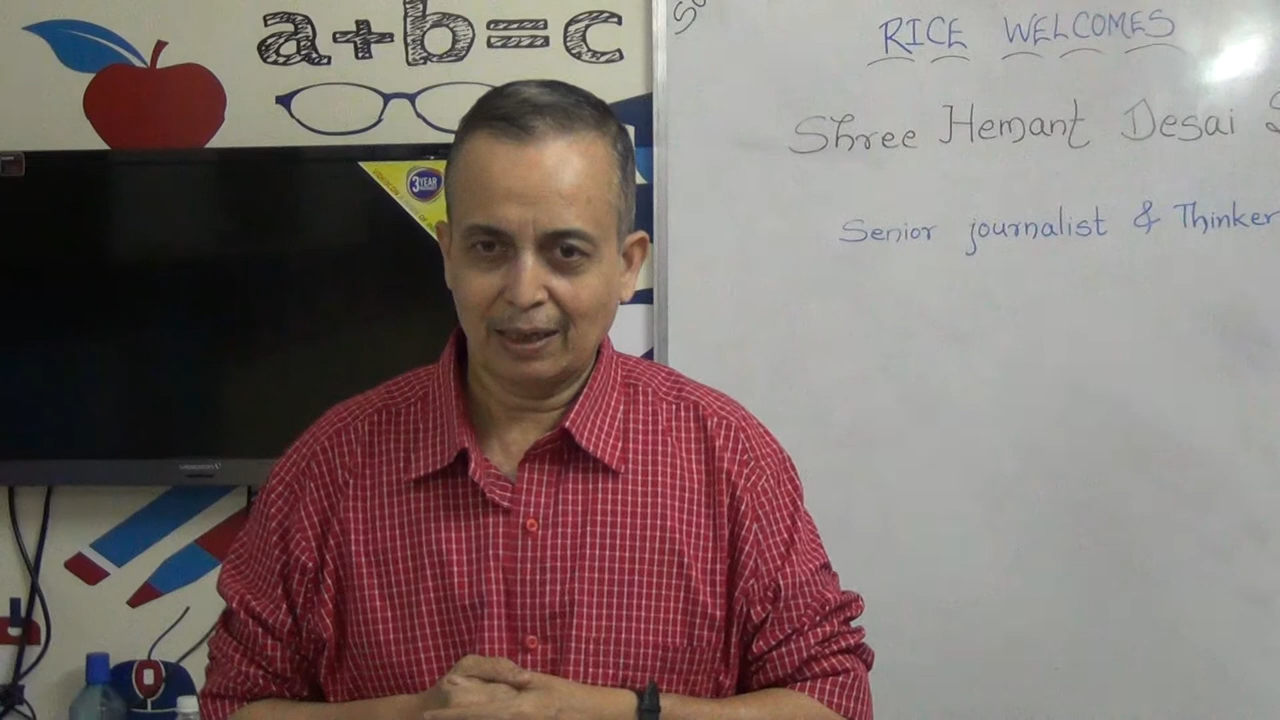 a+b=c
RICE WELCOMES
Shree Hemant Desai
Senior journalist & Thinker
3 YEAR